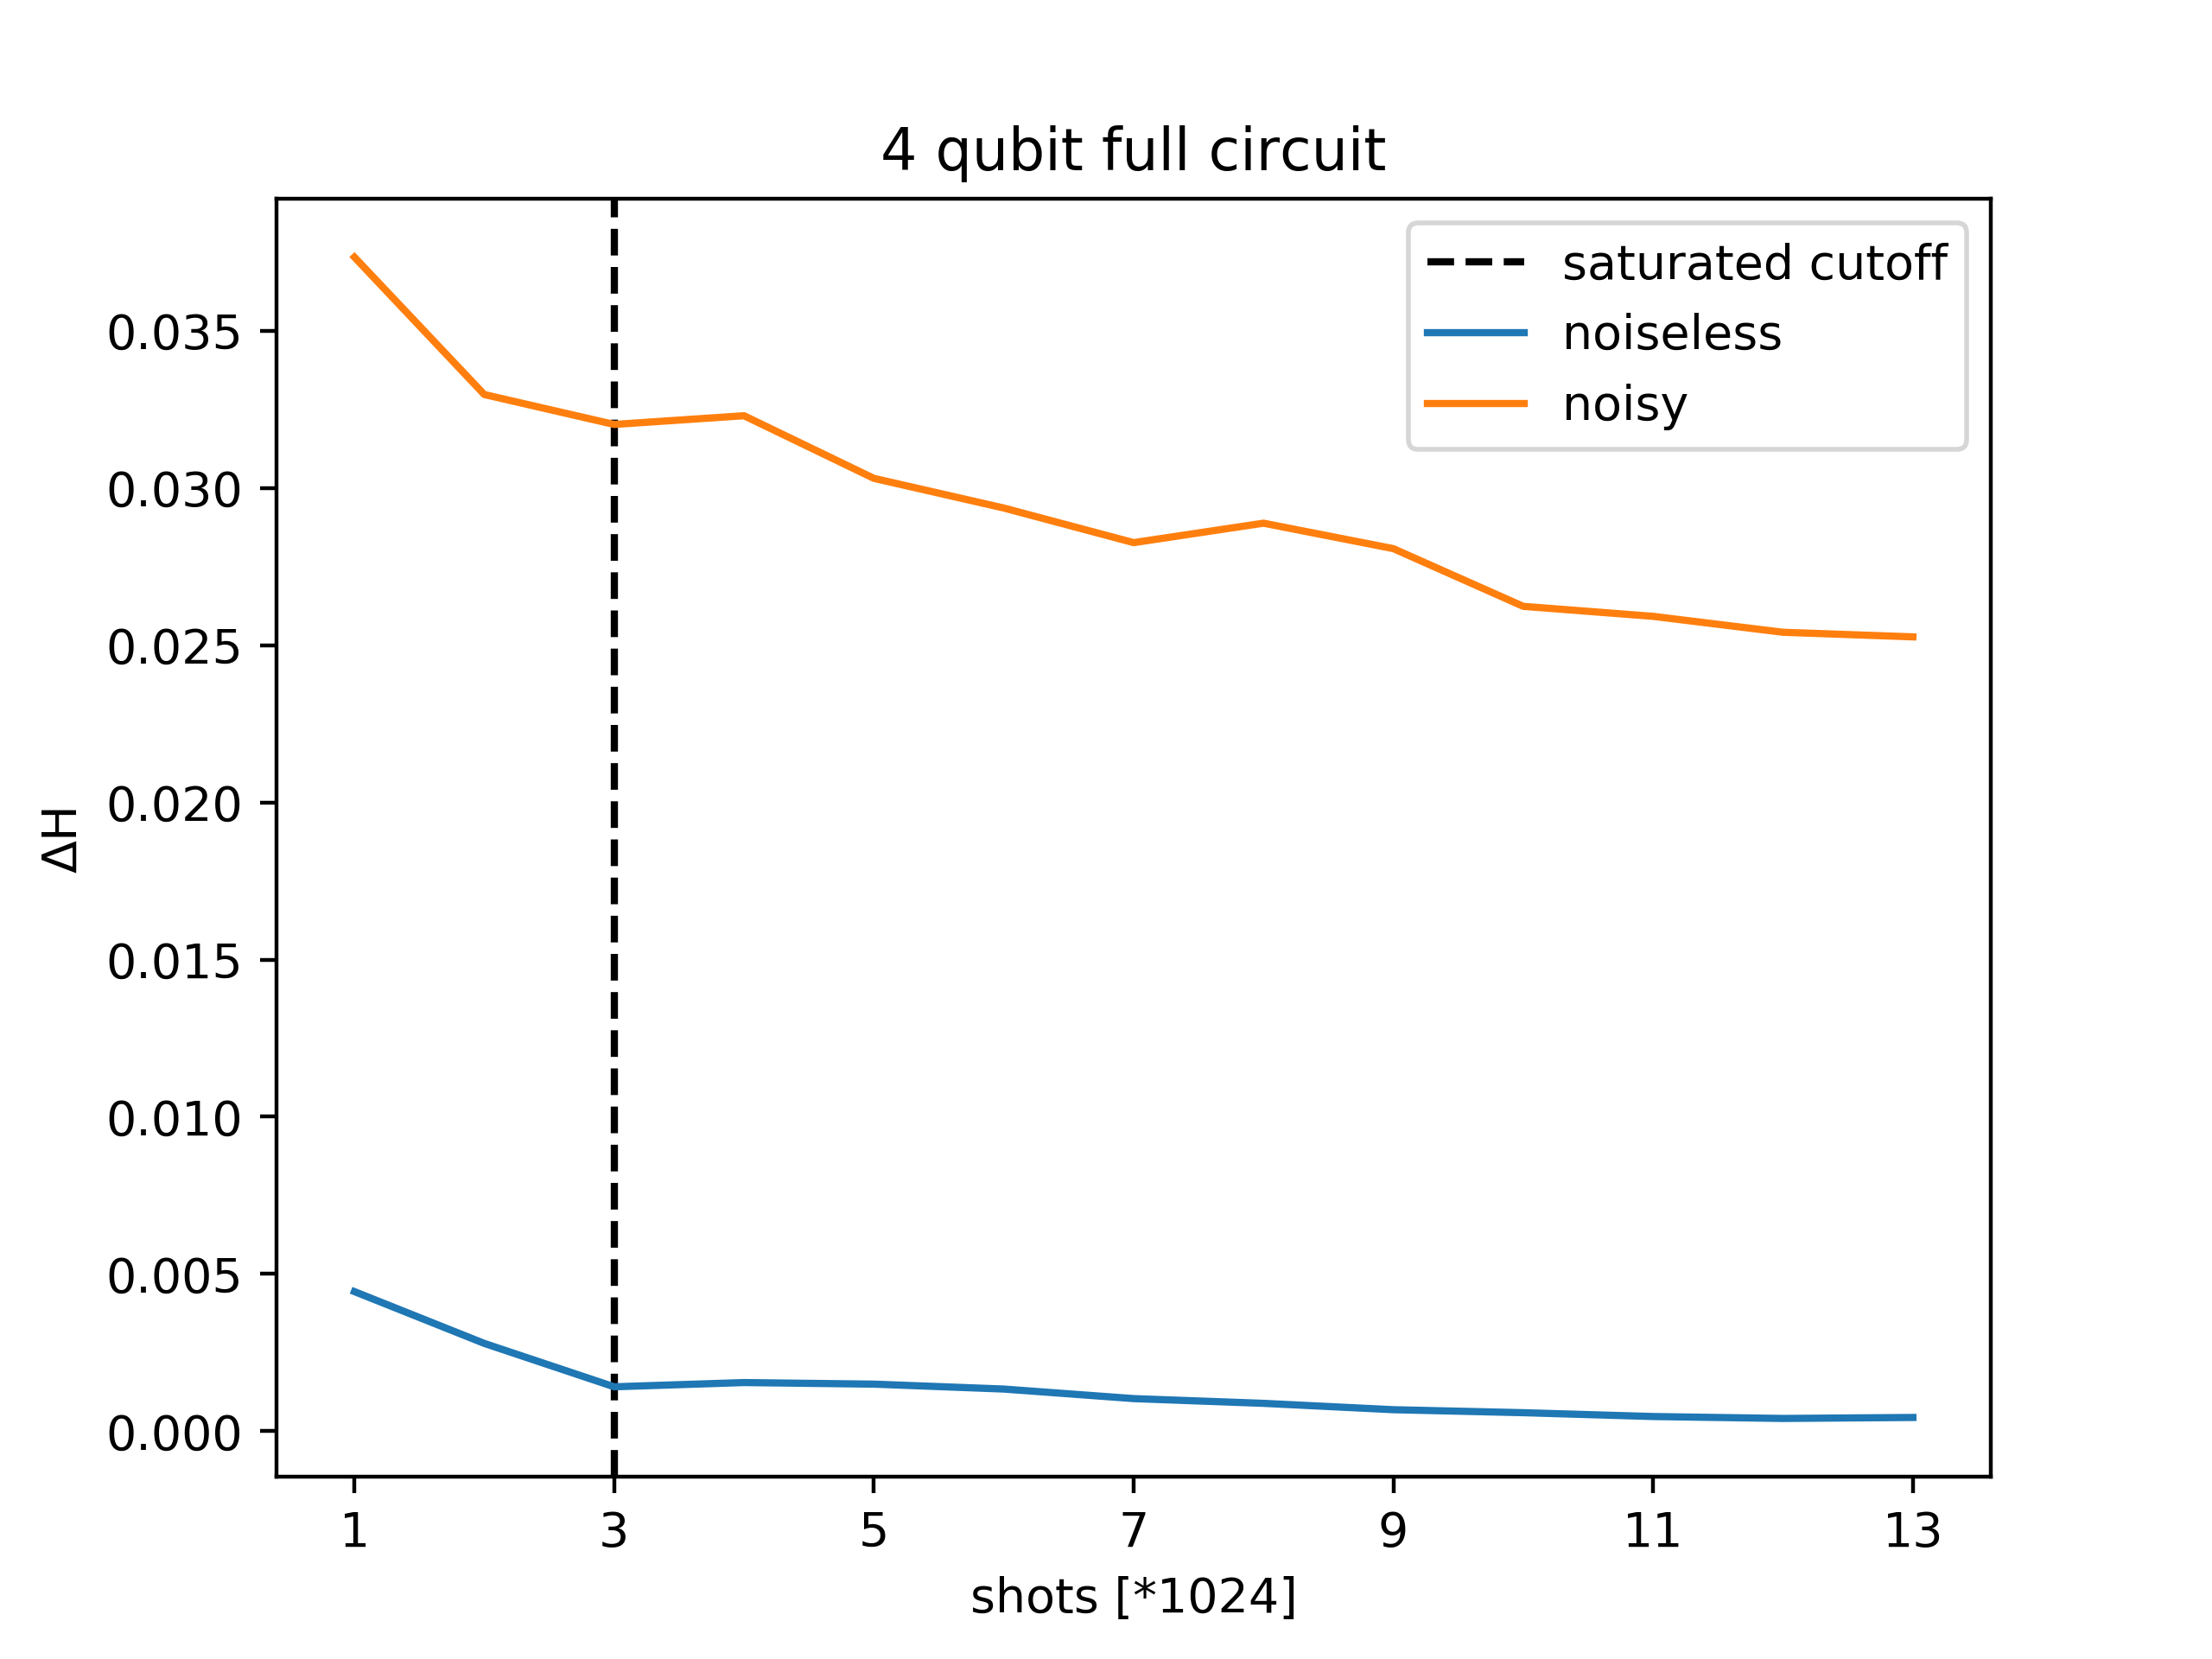 4 qubit full circuit
saturated cutoff
noiseless
noisy
0.035
0.030
0.025
0.020
0.015
0.010
0.005
0.000
ΔH
1 3 5 7 9 11 13
shots [*1024]